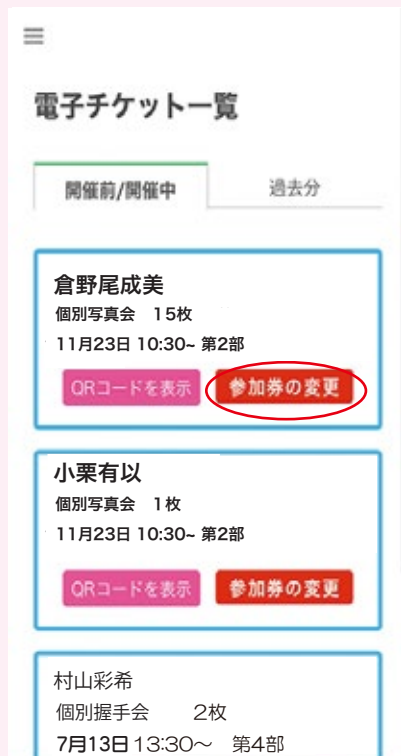 電子チケット一覧
開催前/開催中　過去分
倉野尾成美
個別写真会　15枚
11月23日 10:30~ 第2部
QRコードを表示　参加券の変更
小栗有以
個別写真会　1枚
11月23日 10:30~ 第2部
QRコードを表示　参加券の変更
村山彩希
個別握手会　　2枚
7月13日 13:30〜　第4部